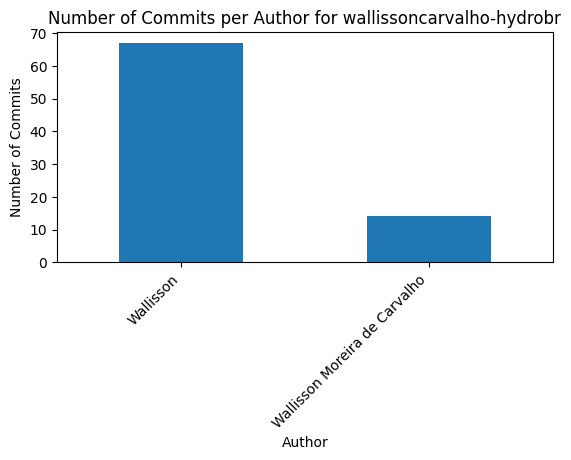 Number of Commits per Author for wallissoncarvalho-hydrobr
70
60
50
40
30
20
10
0
Number of Commits
Wallisson
Wallisson Moreira de Carvalho
Author